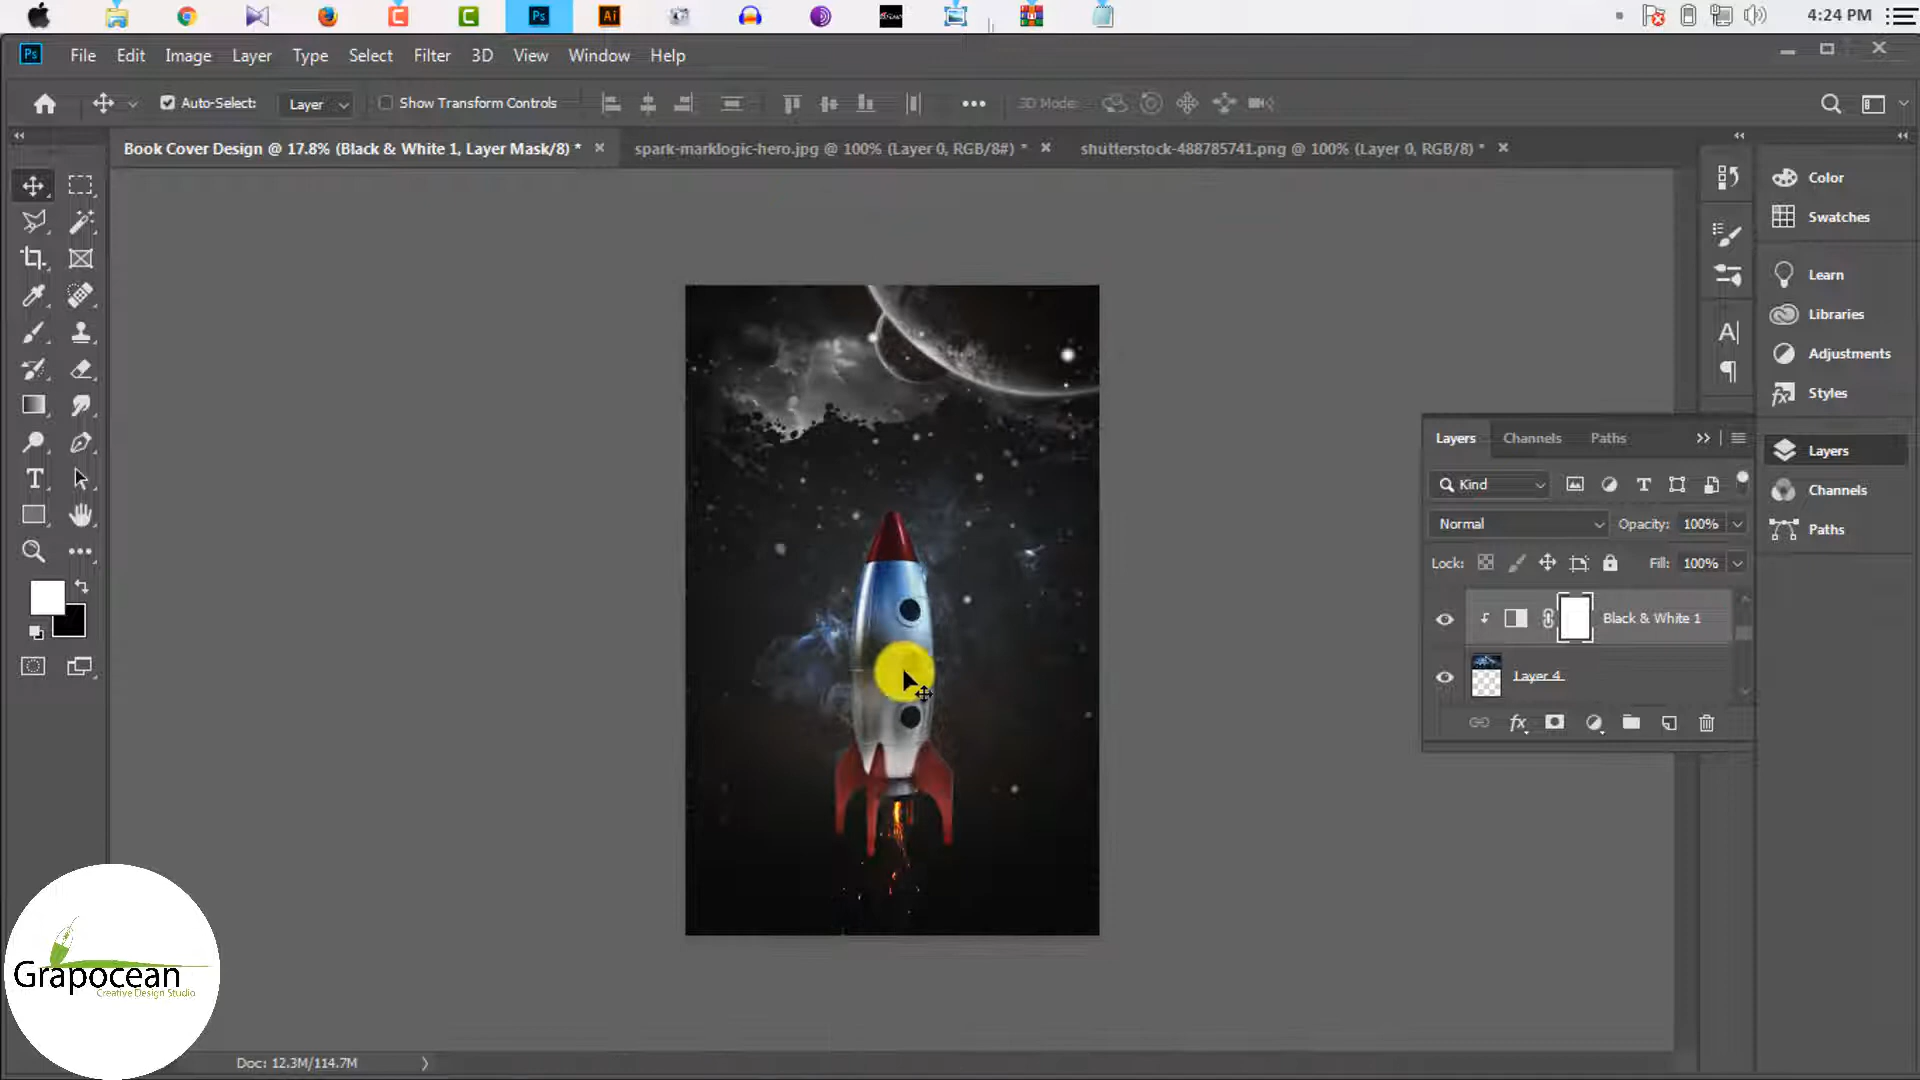 4:24 PM
Ps
File Edit Image Layer Type Select Filter 3D View Window Help
Auto-Select: Layer Show Transform Controls 3D Mode:
Book Cover Design @ 17.8% (Black & White 1, Layer Mask/8) * spark-marklogic-hero.jpg @ 100% (Layer 0, RGB/8#) * shutterstock-488785741.png @ 100% (Layer 0, RGB/8) *
Color
Swatches
Learn
Libraries
Adjustments
Styles
Layers
Channels
Paths
Layers Channels Paths
Kind
Normal Opacity: 100%
Lock: Fill: 100%
Black & White 1
Layer 4
Grapocean
Creative Design Studio
Doc: 12.3M/114.7M